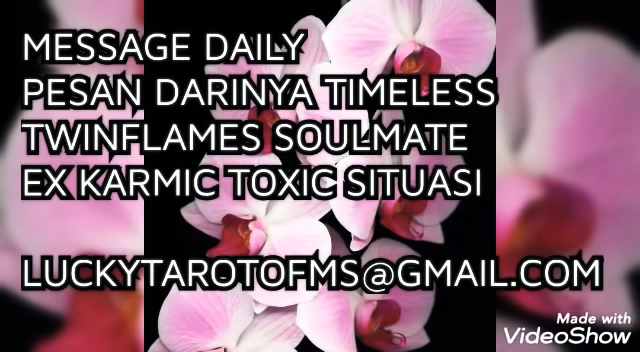 MESSAGE DAILY
PESAN DARINYA TIMELESS
TWINFLAMES SOULMATE
EX KARMIC TOXIC SITUASI
LUCKYTAROTOFMS@GMAIL.COM
Made with
VideoShow